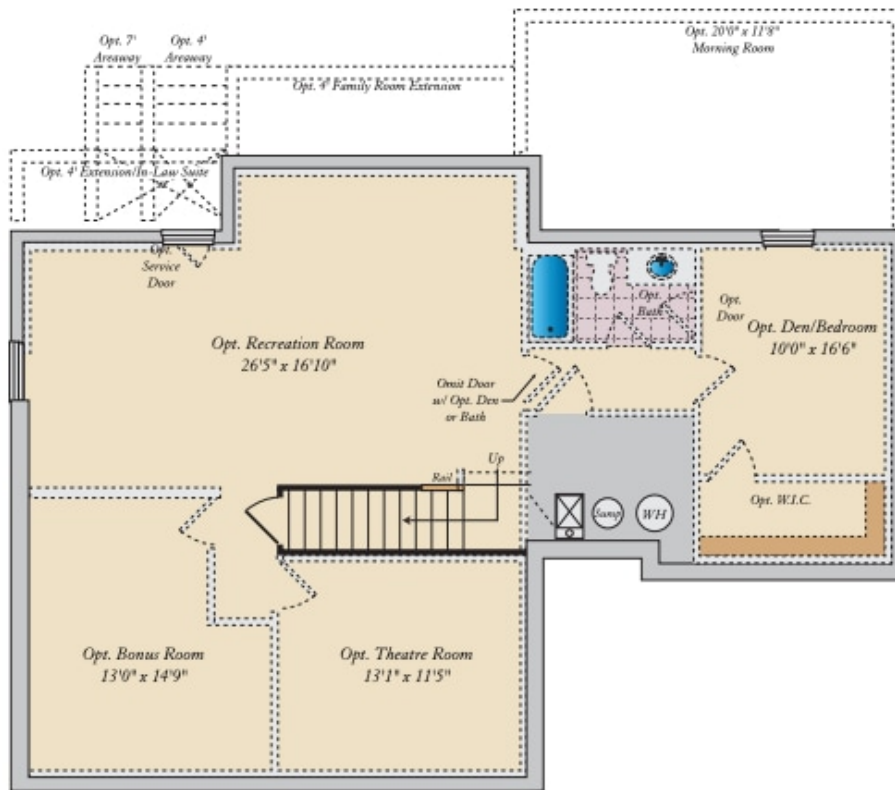 Opt. 7'
Areaway
Opt. 4'
Areaway
Opt. 20'0" x 11'8"
Morning Room
Opt. 4' Family Room Extension
Opt. 4' Extension/In-Law Suite
Opt.
Service
Door
Opt. Recreation Room
26'5" x 16'10"
Opt.
Bath
Opt.
Door
Opt. Den/Bedroom
10'0" x 16'6"
Omit Door
w/ Opt. Den
or Bath
Up
Rail
Sump
WH
Opt. W.I.C.
Opt. Bonus Room
13'0" x 14'9"
Opt. Theatre Room
13'1" x 11'5"